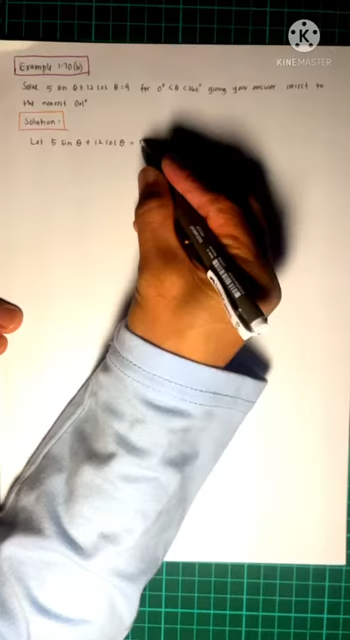 KINEMASTER
Example 1.70 (b)
Solve 5 sin θ + 12 cos θ = 9 for 0° < θ < 360° giving your answer correct to
the nearest 0.1°
Solution :
Let 5 sin θ + 12 cos θ =